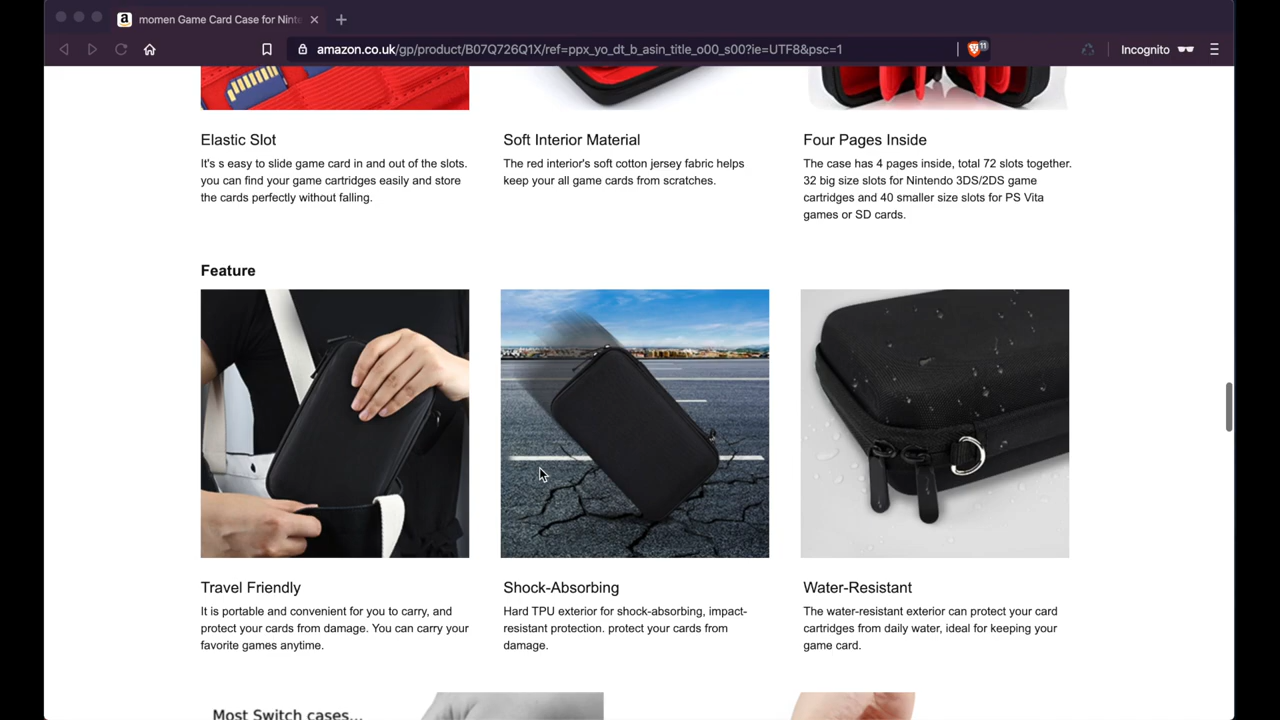 momen Game Card Case for Ninte
amazon.co.uk/gp/product/B07Q726Q1X/ref=ppx_yo_dt_b_asin_title_o00_s00?ie=UTF8&psc=1
11
Incognito
Elastic Slot
It's s easy to slide game card in and out of the slots.
you can find your game cartridges easily and store
the cards perfectly without falling.
Soft Interior Material
The red interior's soft cotton jersey fabric helps
keep your all game cards from scratches.
Four Pages Inside
The case has 4 pages inside, total 72 slots together.
32 big size slots for Nintendo 3DS/2DS game
cartridges and 40 smaller size slots for PS Vita
games or SD cards.
Feature
Travel Friendly
It is portable and convenient for you to carry, and
protect your cards from damage. You can carry your
favorite games anytime.
Shock-Absorbing
Hard TPU exterior for shock-absorbing, impact-
resistant protection. protect your cards from
damage.
Water-Resistant
The water-resistant exterior can protect your card
cartridges from daily water, ideal for keeping your
game card.
Most Switch cases...